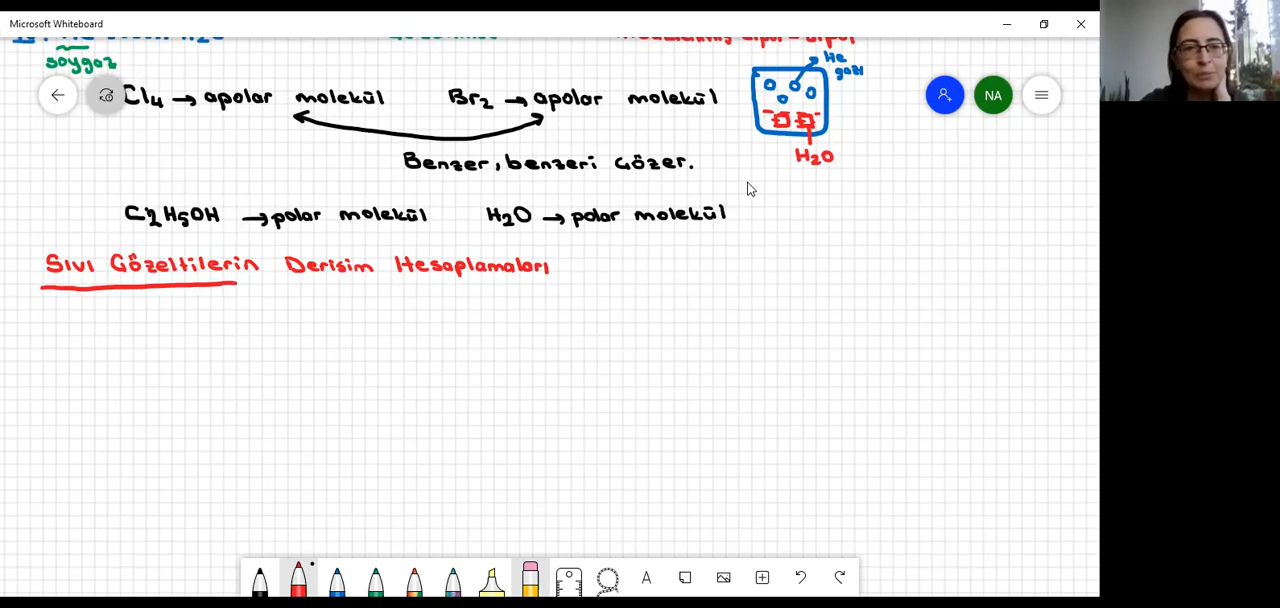 Microsoft Whiteboard
soygaz
He gazı
Cl4 → apolar molekül Br2 → apolar molekül
H2O
Benzer, benzeri çözer.
C2H5OH → polar molekül H2O → polar molekül
Sıvı Çözeltilerin Derişim Hesaplamaları
NA
A